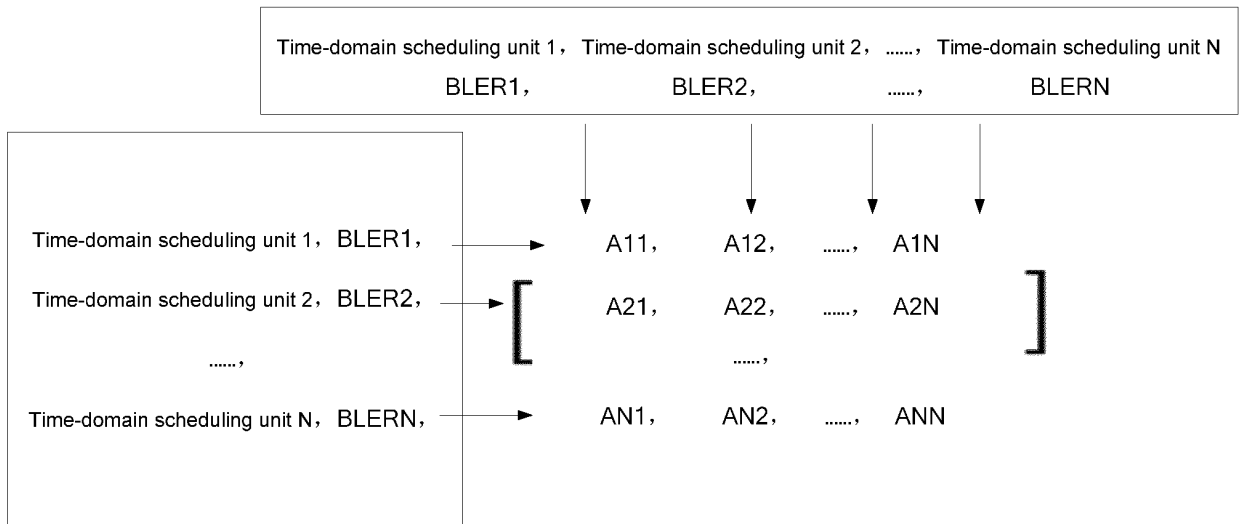 Time-domain scheduling unit 1，Time-domain scheduling unit 2，......，Time-domain scheduling unit N
BLER1， BLER2， ......， BLERN
Time-domain scheduling unit 1，BLER1， A11， A12， ......， A1N
Time-domain scheduling unit 2，BLER2， [ A21， A22， ......， A2N ]
......， ......，
Time-domain scheduling unit N，BLERN， AN1， AN2， ......， ANN